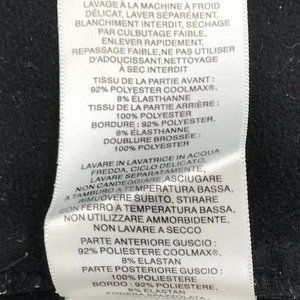 LAVAGE À LA MACHINE À FROID
DÉLICAT, LAVER SÉPAREMENT,
BLANCHIMENT INTERDIT, SÉCHAGE
PAR CULBUTAGE FAIBLE,
ENLEVER RAPIDEMENT,
REPASSAGE FAIBLE, NE PAS UTILISER
D'ADOUCISSANT, NETTOYAGE
À SEC INTERDIT
TISSU DE LA PARTIE AVANT :
92% POLYESTER COOLMAX®,
8% ÉLASTHANNE
TISSU DE LA PARTIE ARRIÈRE :
100% POLYESTER
BORDURE : 92% POLYESTER,
8% ÉLASTHANNE
DOUBLURE BROSSÉE :
100% POLYESTER
LAVARE IN LAVATRICE IN ACQUA
FREDDA, CICLO DELICATO,
LAVARE SEPARATAMENTE,
NON CANDEGGIARE, ASCIUGARE
A TAMBURO A TEMPERATURA BASSA,
RIMUOVERE SUBITO, STIRARE
CON FERRO A TEMPERATURA BASSA,
NON UTILIZZARE AMMORBIDENTE,
NON LAVARE A SECCO
PARTE ANTERIORE GUSCIO :
92% POLIESTERE COOLMAX®,
8% ELASTAN
PARTE POSTERIORE GUSCIO :
100% POLIESTERE
BORDO : 92% POLIESTERE,
8% ELASTAN
FODERA SPAZZOLATA